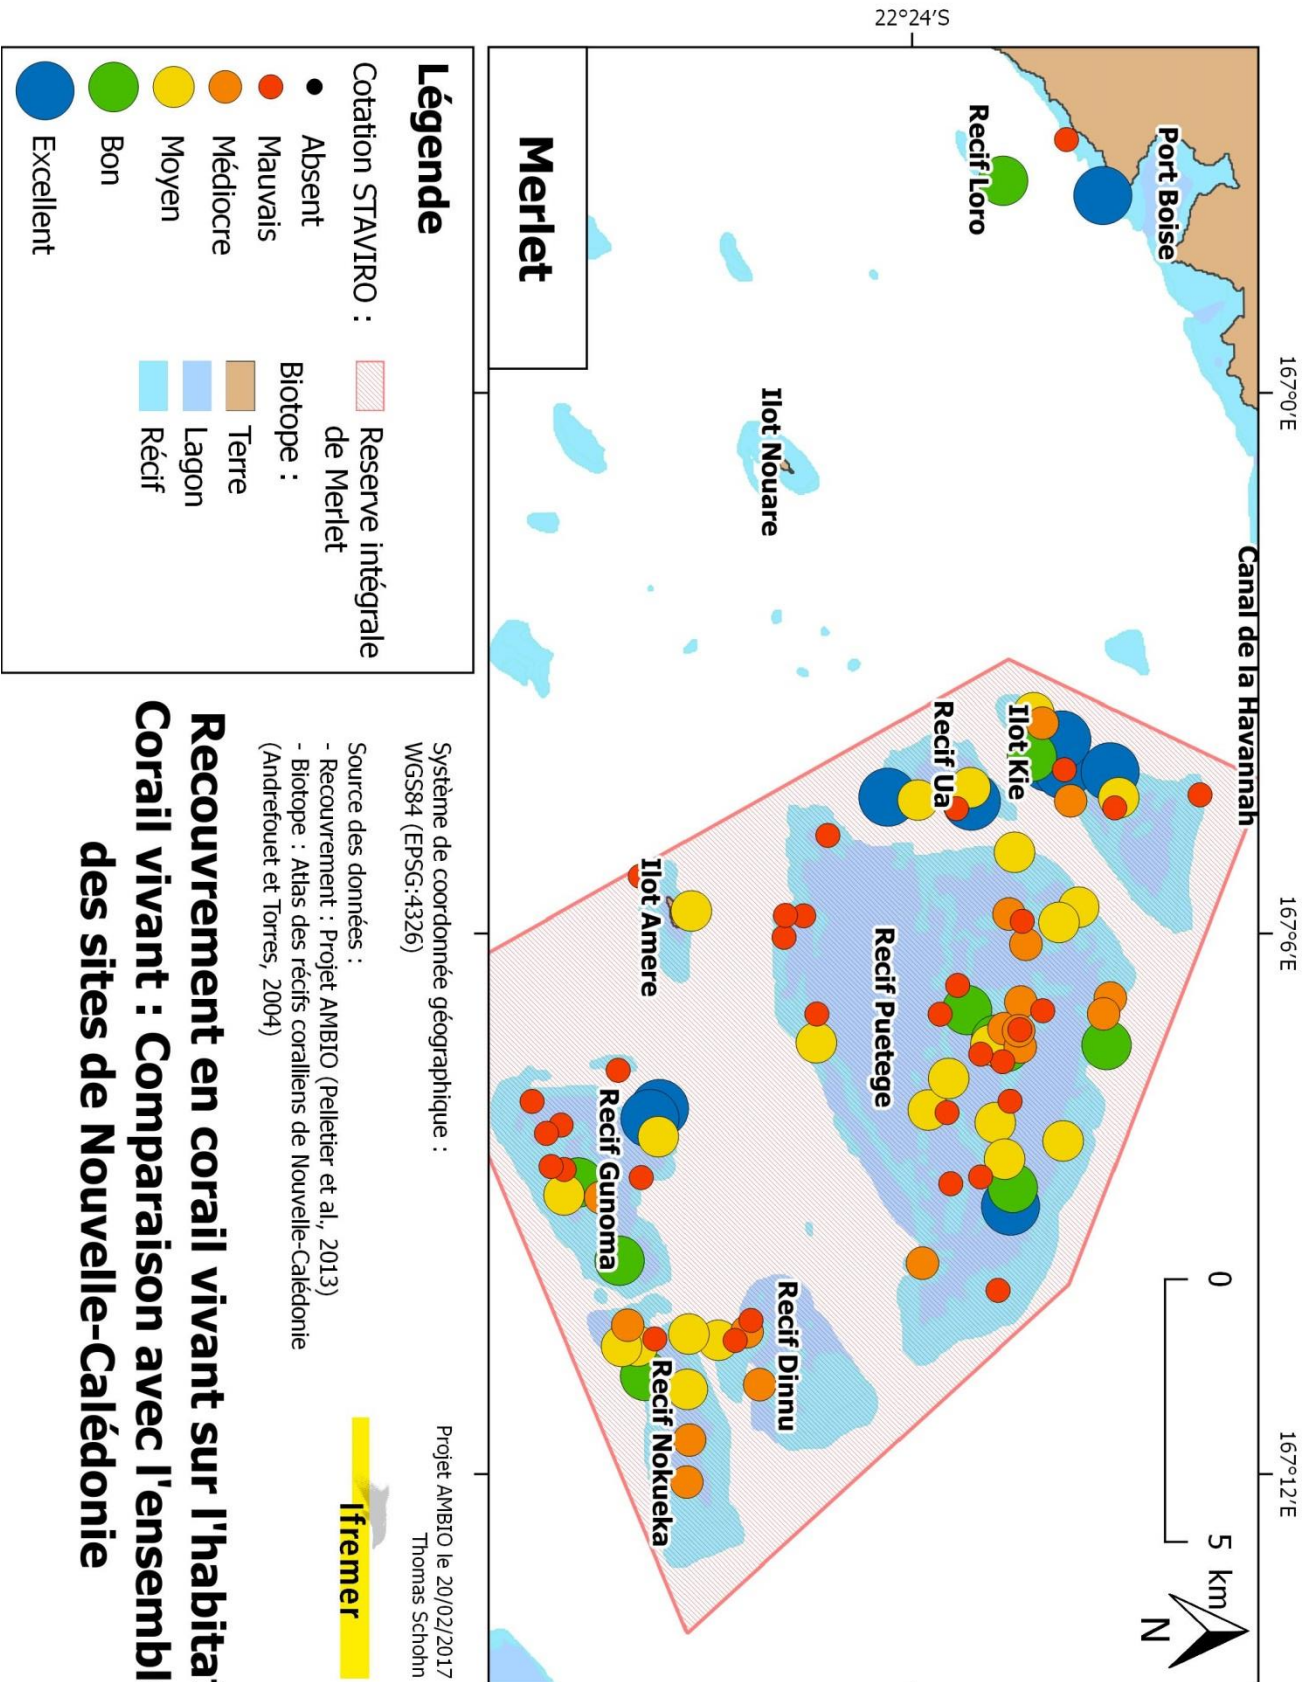 167°0'E
167°6'E
167°12'E
22°24'S
Canal de la Havannah
Port Boise
Recif Loro
Ilot Nouare
Ilot Kie
Recif Ua
Recif Puetege
Ilot Amere
Recif Gunoma
Recif Dinnu
Recif Nokueka
0
5 km
N
Merlet
Légende
Cotation STAVIRO :
Absent
Mauvais
Médiocre
Moyen
Bon
Excellent
Reserve intégrale
de Merlet
Biotope :
Terre
Lagon
Récif
Système de coordonnée géographique :
WGS84 (EPSG:4326)
Source des données :
- Recouvrement : Projet AMBIO (Pelletier et al., 2013)
- Biotope : Atlas des récifs coralliens de Nouvelle-Calédonie
(Andrefouet et Torres, 2004)
Projet AMBIO le 20/02/2017
Thomas Schohn
Ifremer
Recouvrement en corail vivant sur l'habita
Corail vivant : Comparaison avec l'ensembl
des sites de Nouvelle-Calédonie